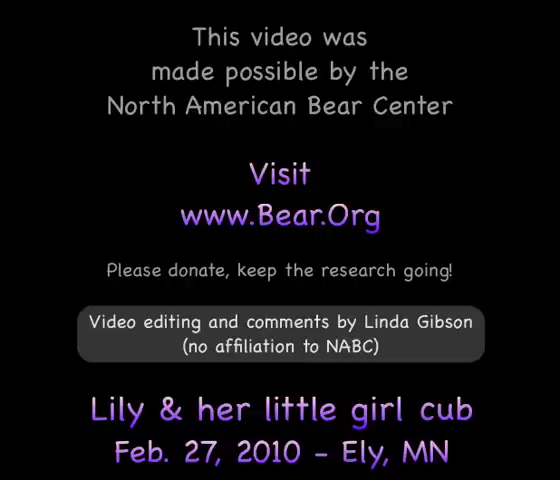 This video was
made possible by the
North American Bear Center
Visit
www.Bear.Org
Please donate, keep the research going!
Video editing and comments by Linda Gibson
(no affiliation to NABC)
Lily & her little girl cub
Feb. 27, 2010 - Ely, MN